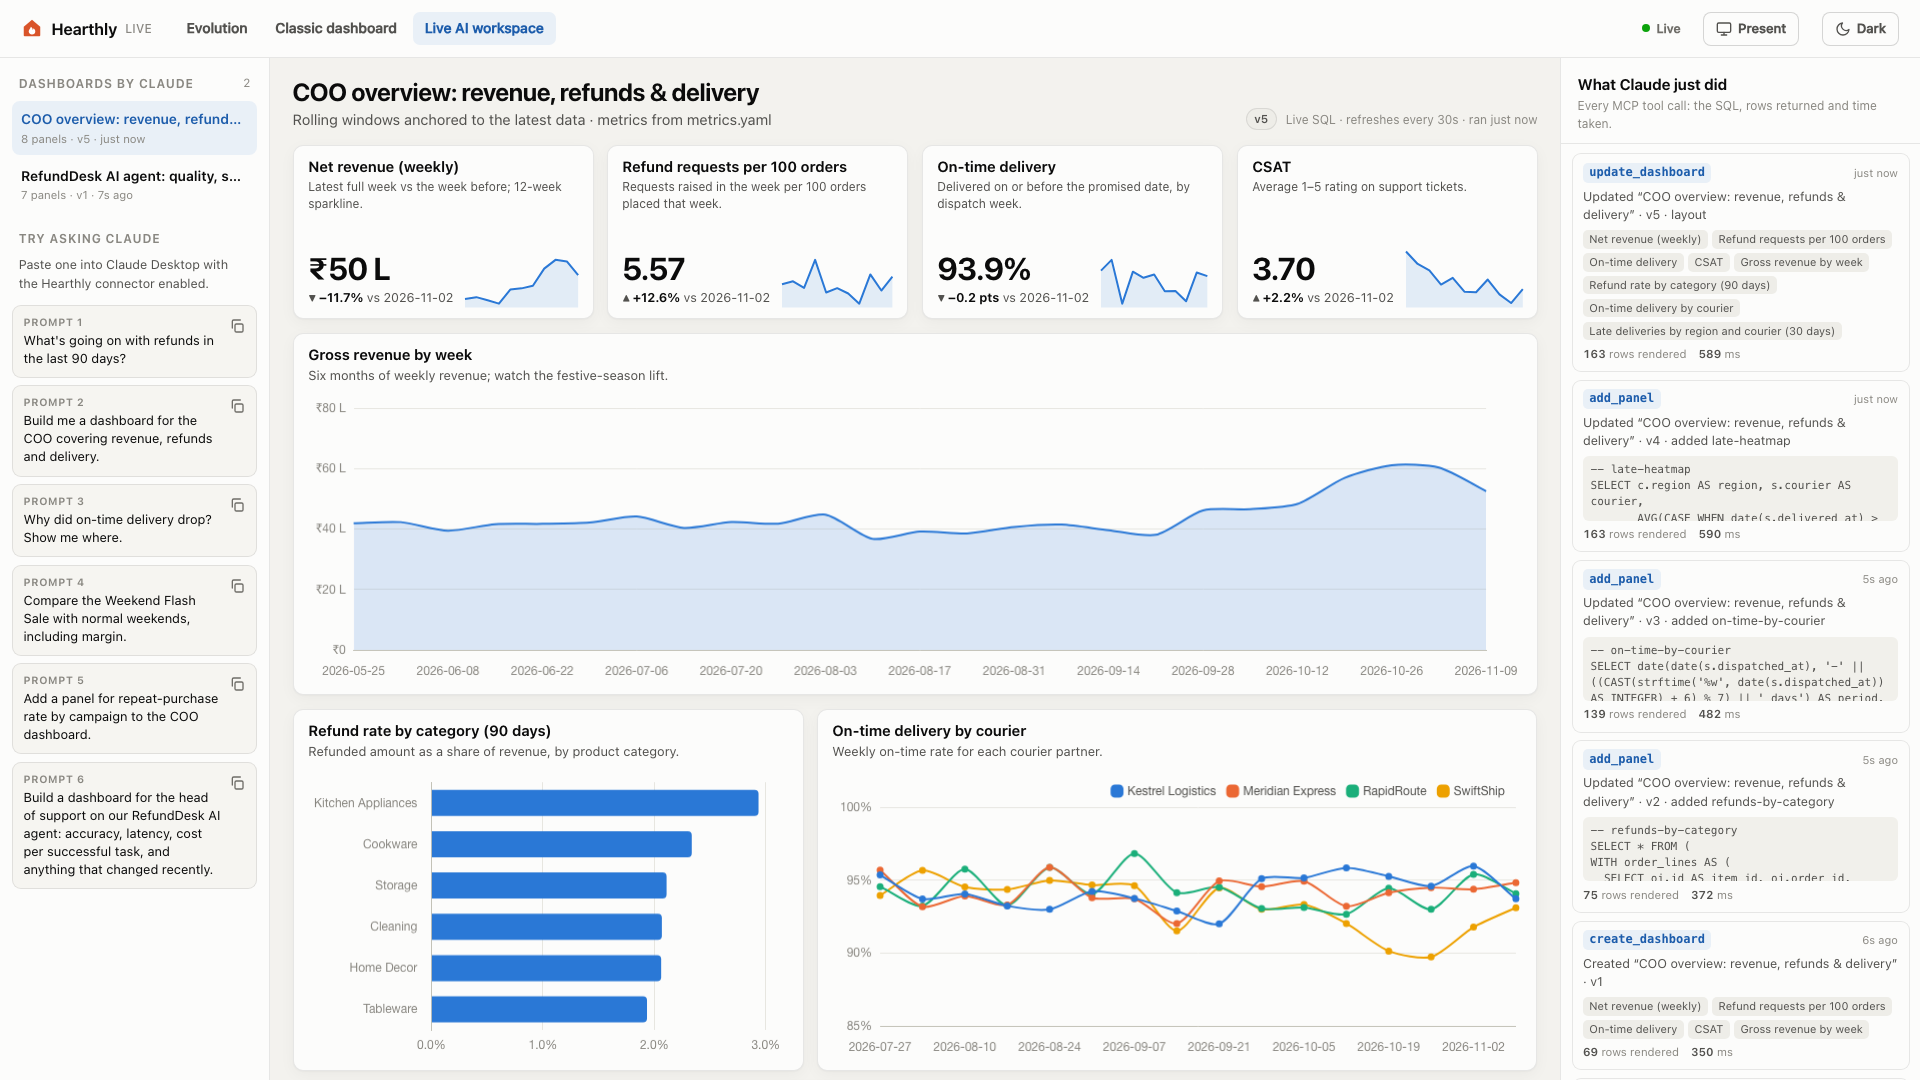 Hearthly LIVE
Evolution
Classic dashboard
Live AI workspace
Live
Present
Dark
DASHBOARDS BY CLAUDE 2
COO overview: revenue, refund...
8 panels · v5 · just now
RefundDesk AI agent: quality, s...
7 panels · v1 · 7s ago
TRY ASKING CLAUDE
Paste one into Claude Desktop with
the Hearthly connector enabled.
PROMPT 1
What's going on with refunds in
the last 90 days?
PROMPT 2
Build me a dashboard for the
COO covering revenue, refunds
and delivery.
PROMPT 3
Why did on-time delivery drop?
Show me where.
PROMPT 4
Compare the Weekend Flash
Sale with normal weekends,
including margin.
PROMPT 5
Add a panel for repeat-purchase
rate by campaign to the COO
dashboard.
PROMPT 6
Build a dashboard for the head
of support on our RefundDesk AI
agent: accuracy, latency, cost
per successful task, and
anything that changed recently.
COO overview: revenue, refunds & delivery
Rolling windows anchored to the latest data · metrics from metrics.yaml
v5 Live SQL · refreshes every 30s · ran just now
Net revenue (weekly)
Latest full week vs the week before; 12-week
sparkline.
₹50 L
▼ −11.7% vs 2026-11-02
Refund requests per 100 orders
Requests raised in the week per 100 orders
placed that week.
5.57
▲ +12.6% vs 2026-11-02
On-time delivery
Delivered on or before the promised date, by
dispatch week.
93.9%
▼ −0.2 pts vs 2026-11-02
CSAT
Average 1–5 rating on support tickets.
3.70
▲ +2.2% vs 2026-11-02
Gross revenue by week
Six months of weekly revenue; watch the festive-season lift.
₹80 L
₹60 L
₹40 L
₹20 L
₹0
2026-05-25 2026-06-08 2026-06-22 2026-07-06 2026-07-20 2026-08-03 2026-08-17 2026-08-31 2026-09-14 2026-09-28 2026-10-12 2026-10-26 2026-11-09
Refund rate by category (90 days)
Refunded amount as a share of revenue, by product category.
Kitchen Appliances
Cookware
Storage
Cleaning
Home Decor
Tableware
0.0% 1.0% 2.0% 3.0%
On-time delivery by courier
Weekly on-time rate for each courier partner.
Kestrel Logistics Meridian Express RapidRoute SwiftShip
100%
95%
90%
85%
2026-07-27 2026-08-10 2026-08-24 2026-09-07 2026-09-21 2026-10-05 2026-10-19 2026-11-02
What Claude just did
Every MCP tool call: the SQL, rows returned and time
taken.
update_dashboard just now
Updated “COO overview: revenue, refunds &
delivery” · v5 · layout
Net revenue (weekly) Refund requests per 100 orders
On-time delivery CSAT Gross revenue by week
Refund rate by category (90 days)
On-time delivery by courier
Late deliveries by region and courier (30 days)
163 rows rendered 589 ms
add_panel just now
Updated “COO overview: revenue, refunds &
delivery” · v4 · added late-heatmap
-- late-heatmap
SELECT c.region AS region, s.courier AS
courier,
AVG(CASE WHEN date(s.delivered_at) >
163 rows rendered 590 ms
add_panel 5s ago
Updated “COO overview: revenue, refunds &
delivery” · v3 · added on-time-by-courier
-- on-time-by-courier
SELECT date(date(s.dispatched_at), '-' ||
((CAST(strftime('%w', date(s.dispatched_at))
AS INTEGER) + 6) % 7) || ' days') AS period,
139 rows rendered 482 ms
add_panel 5s ago
Updated “COO overview: revenue, refunds &
delivery” · v2 · added refunds-by-category
-- refunds-by-category
SELECT * FROM (
WITH order_lines AS (
SELECT oi.id AS item_id, oi.order_id,
75 rows rendered 372 ms
create_dashboard 6s ago
Created “COO overview: revenue, refunds & delivery”
· v1
Net revenue (weekly) Refund requests per 100 orders
On-time delivery CSAT Gross revenue by week
69 rows rendered 350 ms